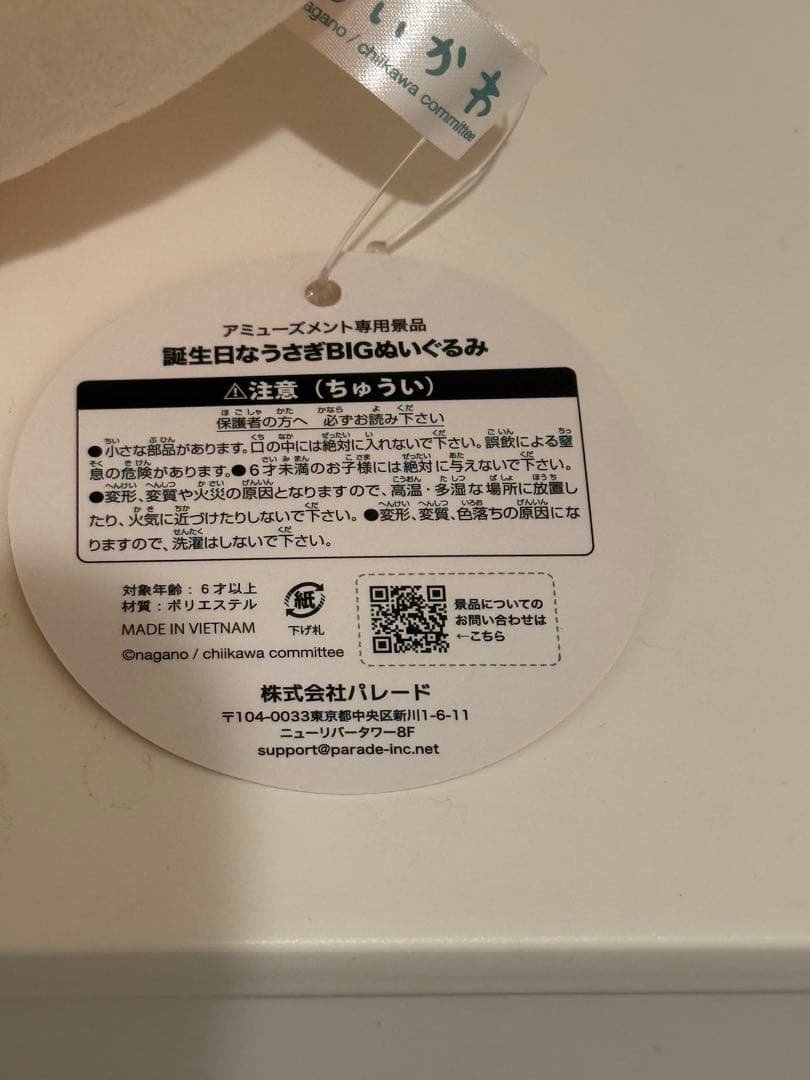 いかわ
agano / chiikawa committee
アミューズメント専用景品
誕生日なうさぎBIGぬいぐるみ
⚠注意（ちゅうい）
保護者の方へ 必ずお読み下さい
●小さな部品があります。口の中には絶対に入れないで下さい。誤飲による窒
息の危険があります。●6才未満のお子様には絶対に与えないで下さい。
●変形、変質や火災の原因となりますので、高温・多湿な場所に放置し
たり、火気に近づけたりしないで下さい。●変形、変質、色落ちの原因にな
りますので、洗濯はしないで下さい。
対象年齢：6才以上
材質：ポリエステル
MADE IN VIETNAM
©nagano / chiikawa committee
紙
下げ札
景品についての
お問い合わせは
←こちら
株式会社パレード
〒104-0033東京都中央区新川1-6-11
ニューリバータワー8F
support@parade-inc.net